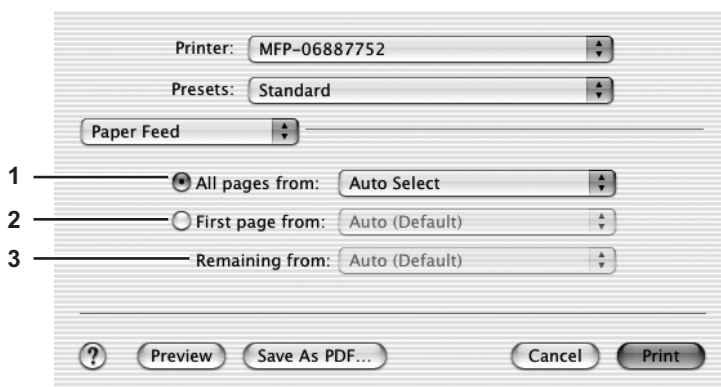 Printer: MFP-06887752
Presets: Standard
Paper Feed
1 All pages from: Auto Select
2 First page from: Auto (Default)
3 Remaining from: Auto (Default)
? Preview Save As PDF... Cancel Print